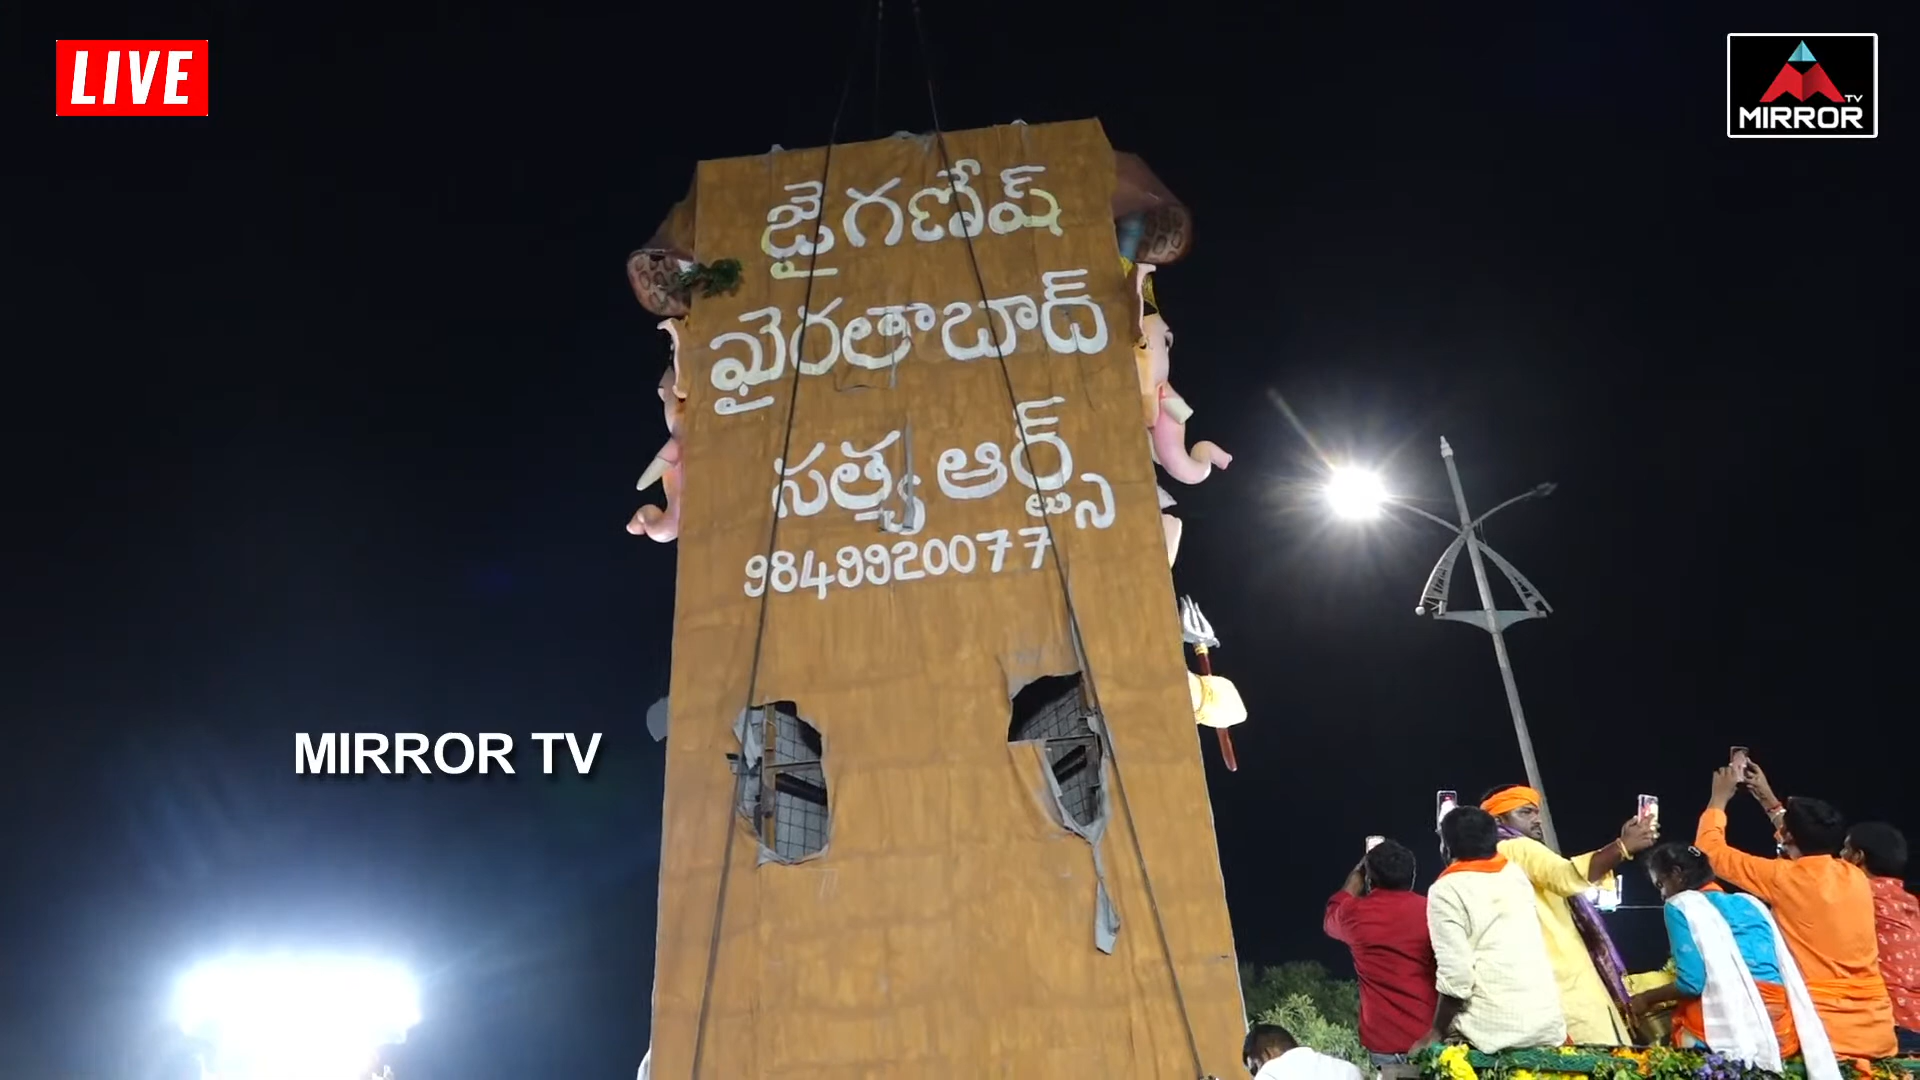 LIVE
TV
MIRROR
జై గణేష్
ఖైరతాబాద్
సత్య ఆర్ట్స్
9849920077
MIRROR TV